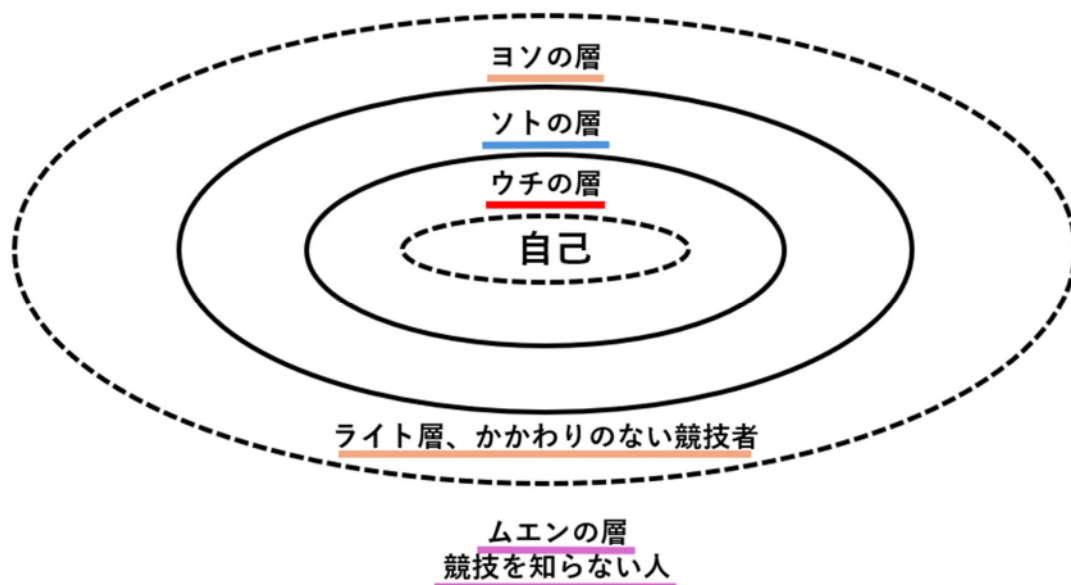 ヨソの層
ソトの層
ウチの層
自己
ライト層、かかわりのない競技者
ムエンの層
競技を知らない人